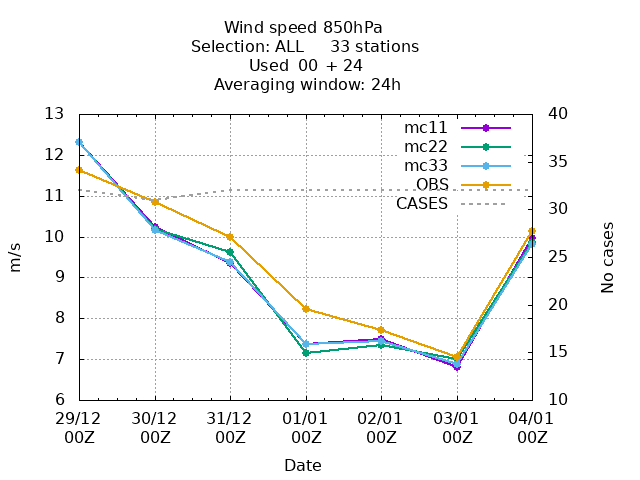 Wind speed 850hPa
Selection: ALL     33 stations
Used  00 + 24
Averaging window: 24h
13
12
11
10
9
8
7
6
m/s
40
35
30
25
20
15
10
No cases
mc11
mc22
mc33
OBS
CASES
29/12 30/12 31/12 01/01 02/01 03/01 04/01
00Z 00Z 00Z 00Z 00Z 00Z 00Z
Date